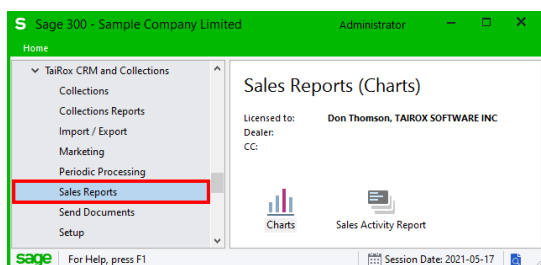 S Sage 300 - Sample Company Limited Administrator
Home
TaiRox CRM and Collections
Collections
Collections Reports
Import / Export
Marketing
Periodic Processing
Sales Reports
Send Documents
Setup
Sales Reports (Charts)
Licensed to: Don Thomson, TAIROX SOFTWARE INC
Dealer:
CC:
Charts
Sales Activity Report
sage For Help, press F1 Session Date: 2021-05-17